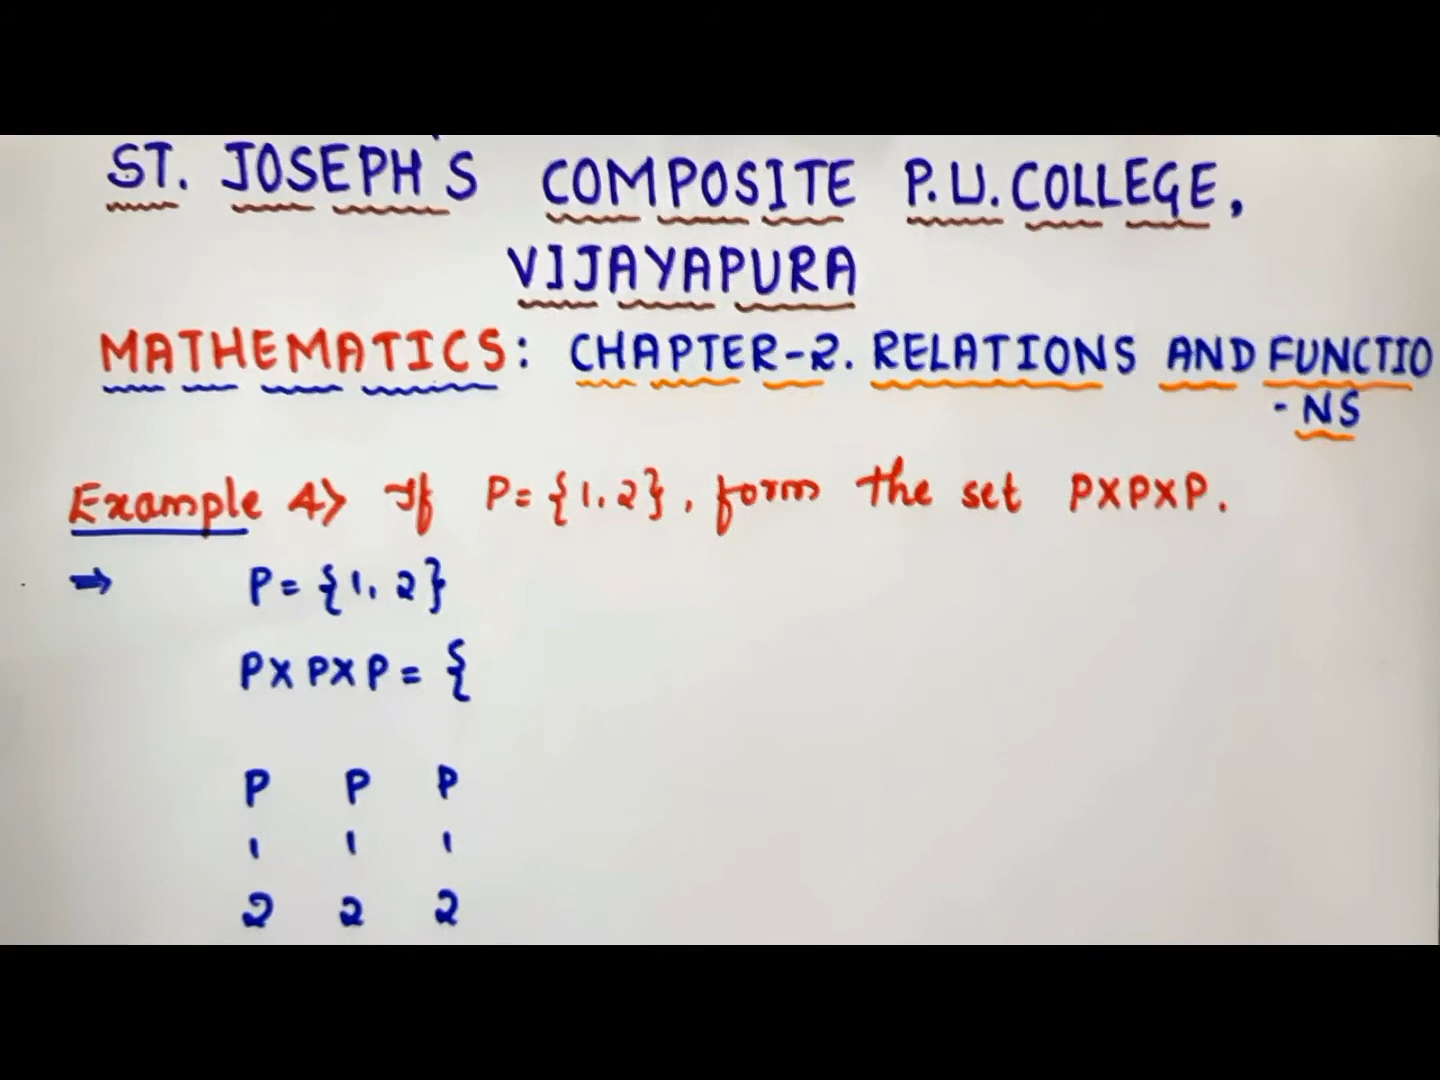 ST. JOSEPH'S COMPOSITE P.U. COLLEGE,
VIJAYAPURA
MATHEMATICS: CHAPTER-2. RELATIONS AND FUNCTIO
-NS
Example 4> If P={1,2}, form the set PXPXP.
⇒ P={1,2}
PXPXP={
P P P
1 1 1
2 2 2